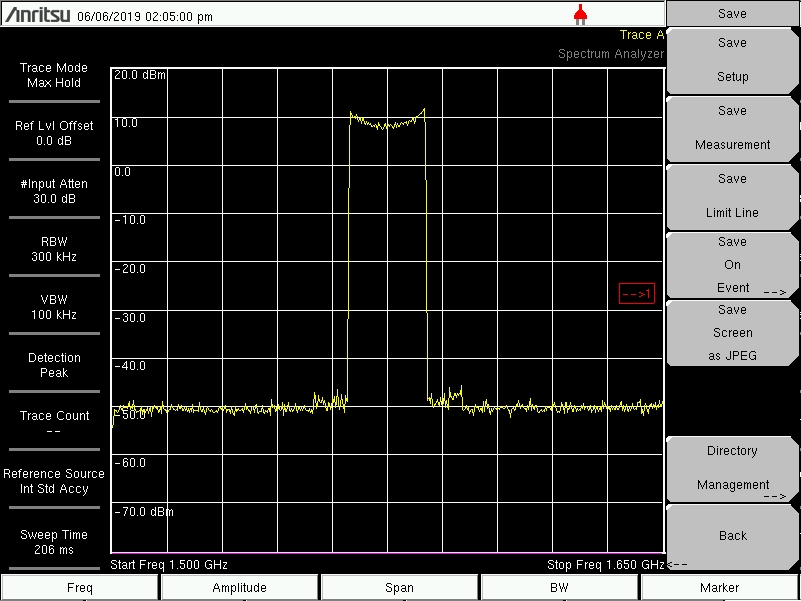 Anritsu 06/06/2019 02:05:00 pm
Save
Trace A
Spectrum Analyzer
Trace Mode
Max Hold
Ref Lvl Offset
0.0 dB
#Input Atten
30.0 dB
RBW
300 kHz
VBW
100 kHz
Detection
Peak
Trace Count
--
Reference Source
Int Std Accy
Sweep Time
206 ms
20.0 dBm
10.0
0.0
-10.0
-20.0
-30.0
-40.0
-50.0
-60.0
-70.0 dBm
-->1
Start Freq 1.500 GHz
Stop Freq 1.650 GHz
Save
Setup
Save
Measurement
Save
Limit Line
Save
On
Event -->
Save
Screen
as JPEG
Directory
Management
-->
Back
<--
Freq
Amplitude
Span
BW
Marker